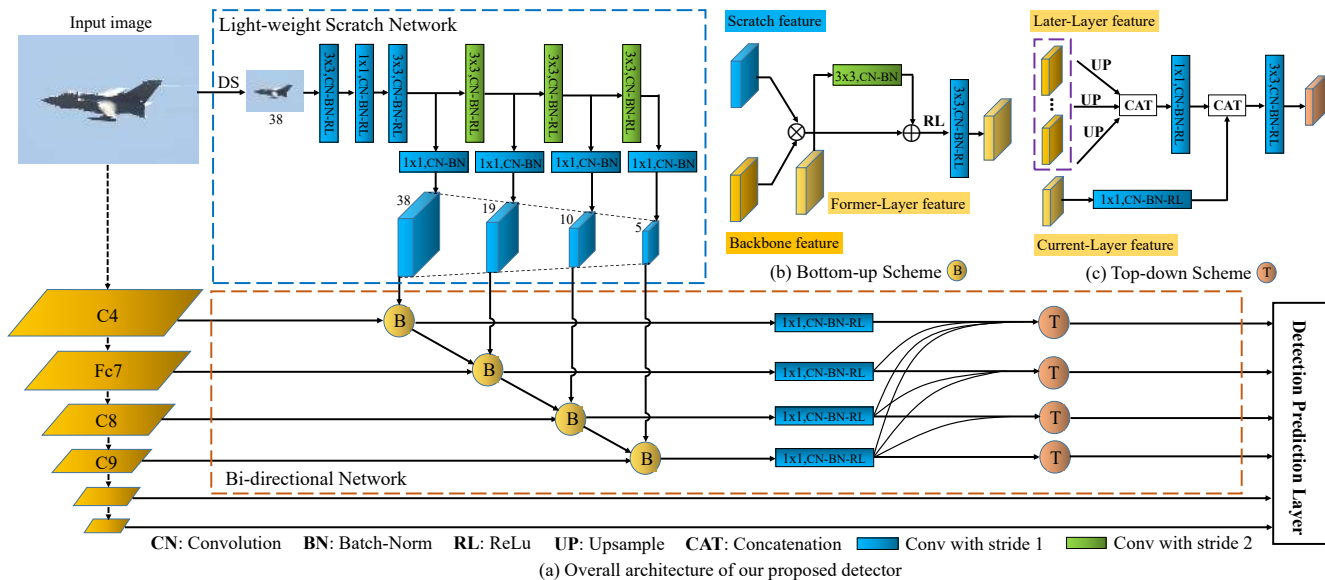 Input image
DS
38
Light-weight Scratch Network
3x3,CN-BN-RL
1x1,CN-BN-RL
3x3,CN-BN-RL
3x3,CN-BN-RL
3x3,CN-BN-RL
3x3,CN-BN-RL
1x1,CN-BN
1x1,CN-BN
1x1,CN-BN
1x1,CN-BN
38
19
10
5
Scratch feature
3x3,CN-BN
RL
3x3,CN-BN-RL
Former-Layer feature
Backbone feature
(b) Bottom-up Scheme B
Later-Layer feature
UP
UP
UP
CAT
1x1,CN-BN-RL
CAT
3x3,CN-BN-RL
1x1,CN-BN-RL
Current-Layer feature
(c) Top-down Scheme T
C4
B
1x1,CN-BN-RL
T
Fc7
B
1x1,CN-BN-RL
T
C8
B
1x1,CN-BN-RL
T
C9
B
1x1,CN-BN-RL
T
Bi-directional Network
Detection Prediction
Layer
CN: Convolution BN: Batch-Norm RL: ReLu UP: Upsample CAT: Concatenation Conv with stride 1 Conv with stride 2
(a) Overall architecture of our proposed detector